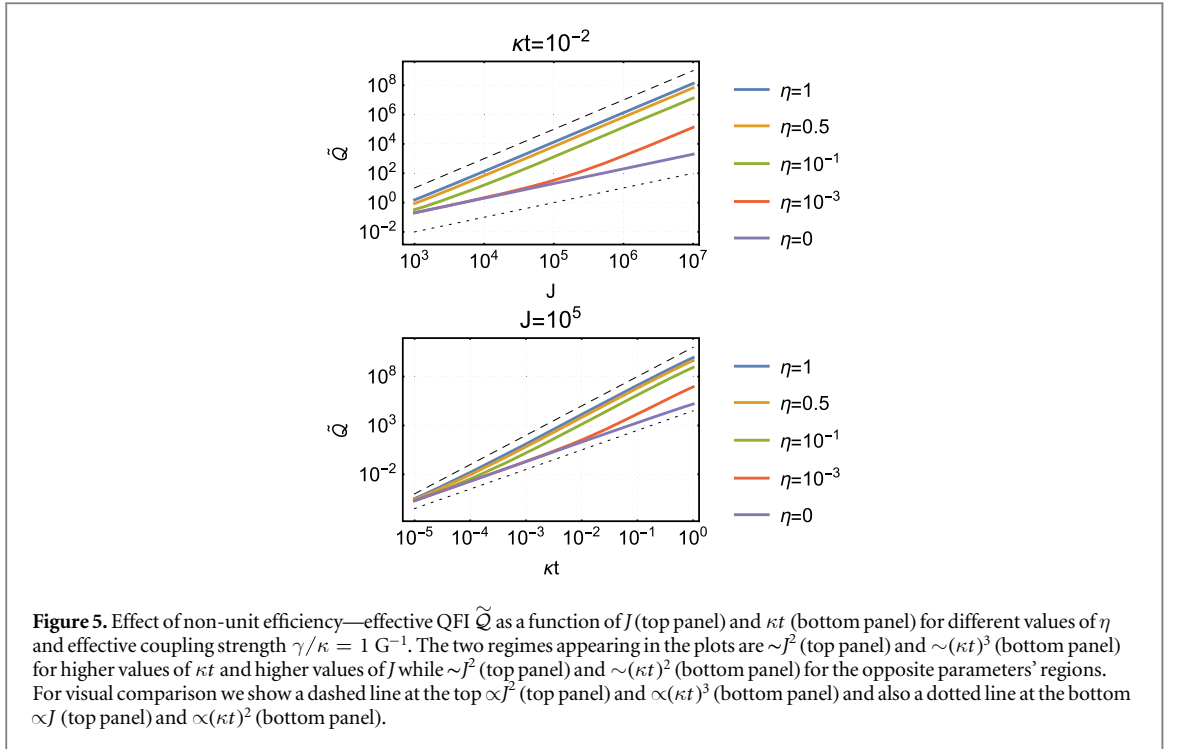 κt=10⁻²
10⁸
10⁶
10⁴
10²
10⁰
10⁻²
Q̃
10³ 10⁴ 10⁵ 10⁶ 10⁷
J
η=1
η=0.5
η=10⁻¹
η=10⁻³
η=0
J=10⁵
10⁸
10³
10⁻²
Q̃
10⁻⁵ 10⁻⁴ 10⁻³ 10⁻² 10⁻¹ 10⁰
κt
η=1
η=0.5
η=10⁻¹
η=10⁻³
η=0
Figure 5. Effect of non-unit efficiency—effective QFI Q̃ as a function of J (top panel) and κt (bottom panel) for different values of η
and effective coupling strength γ/κ = 1 G⁻¹. The two regimes appearing in the plots are ∼J² (top panel) and ∼(κt)³ (bottom panel)
for higher values of κt and higher values of J while ∼J² (top panel) and ∼(κt)² (bottom panel) for the opposite parameters' regions.
For visual comparison we show a dashed line at the top ∝J² (top panel) and ∝(κt)³ (bottom panel) and also a dotted line at the bottom
∝J (top panel) and ∝(κt)² (bottom panel).